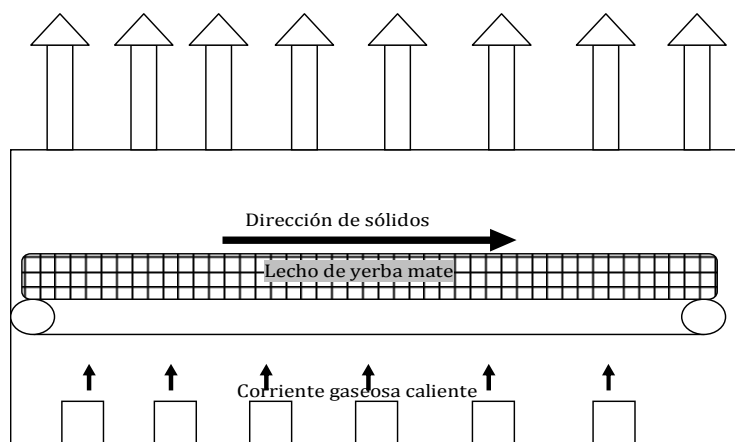 Dirección de sólidos
Lecho de yerba mate
Corriente gaseosa caliente